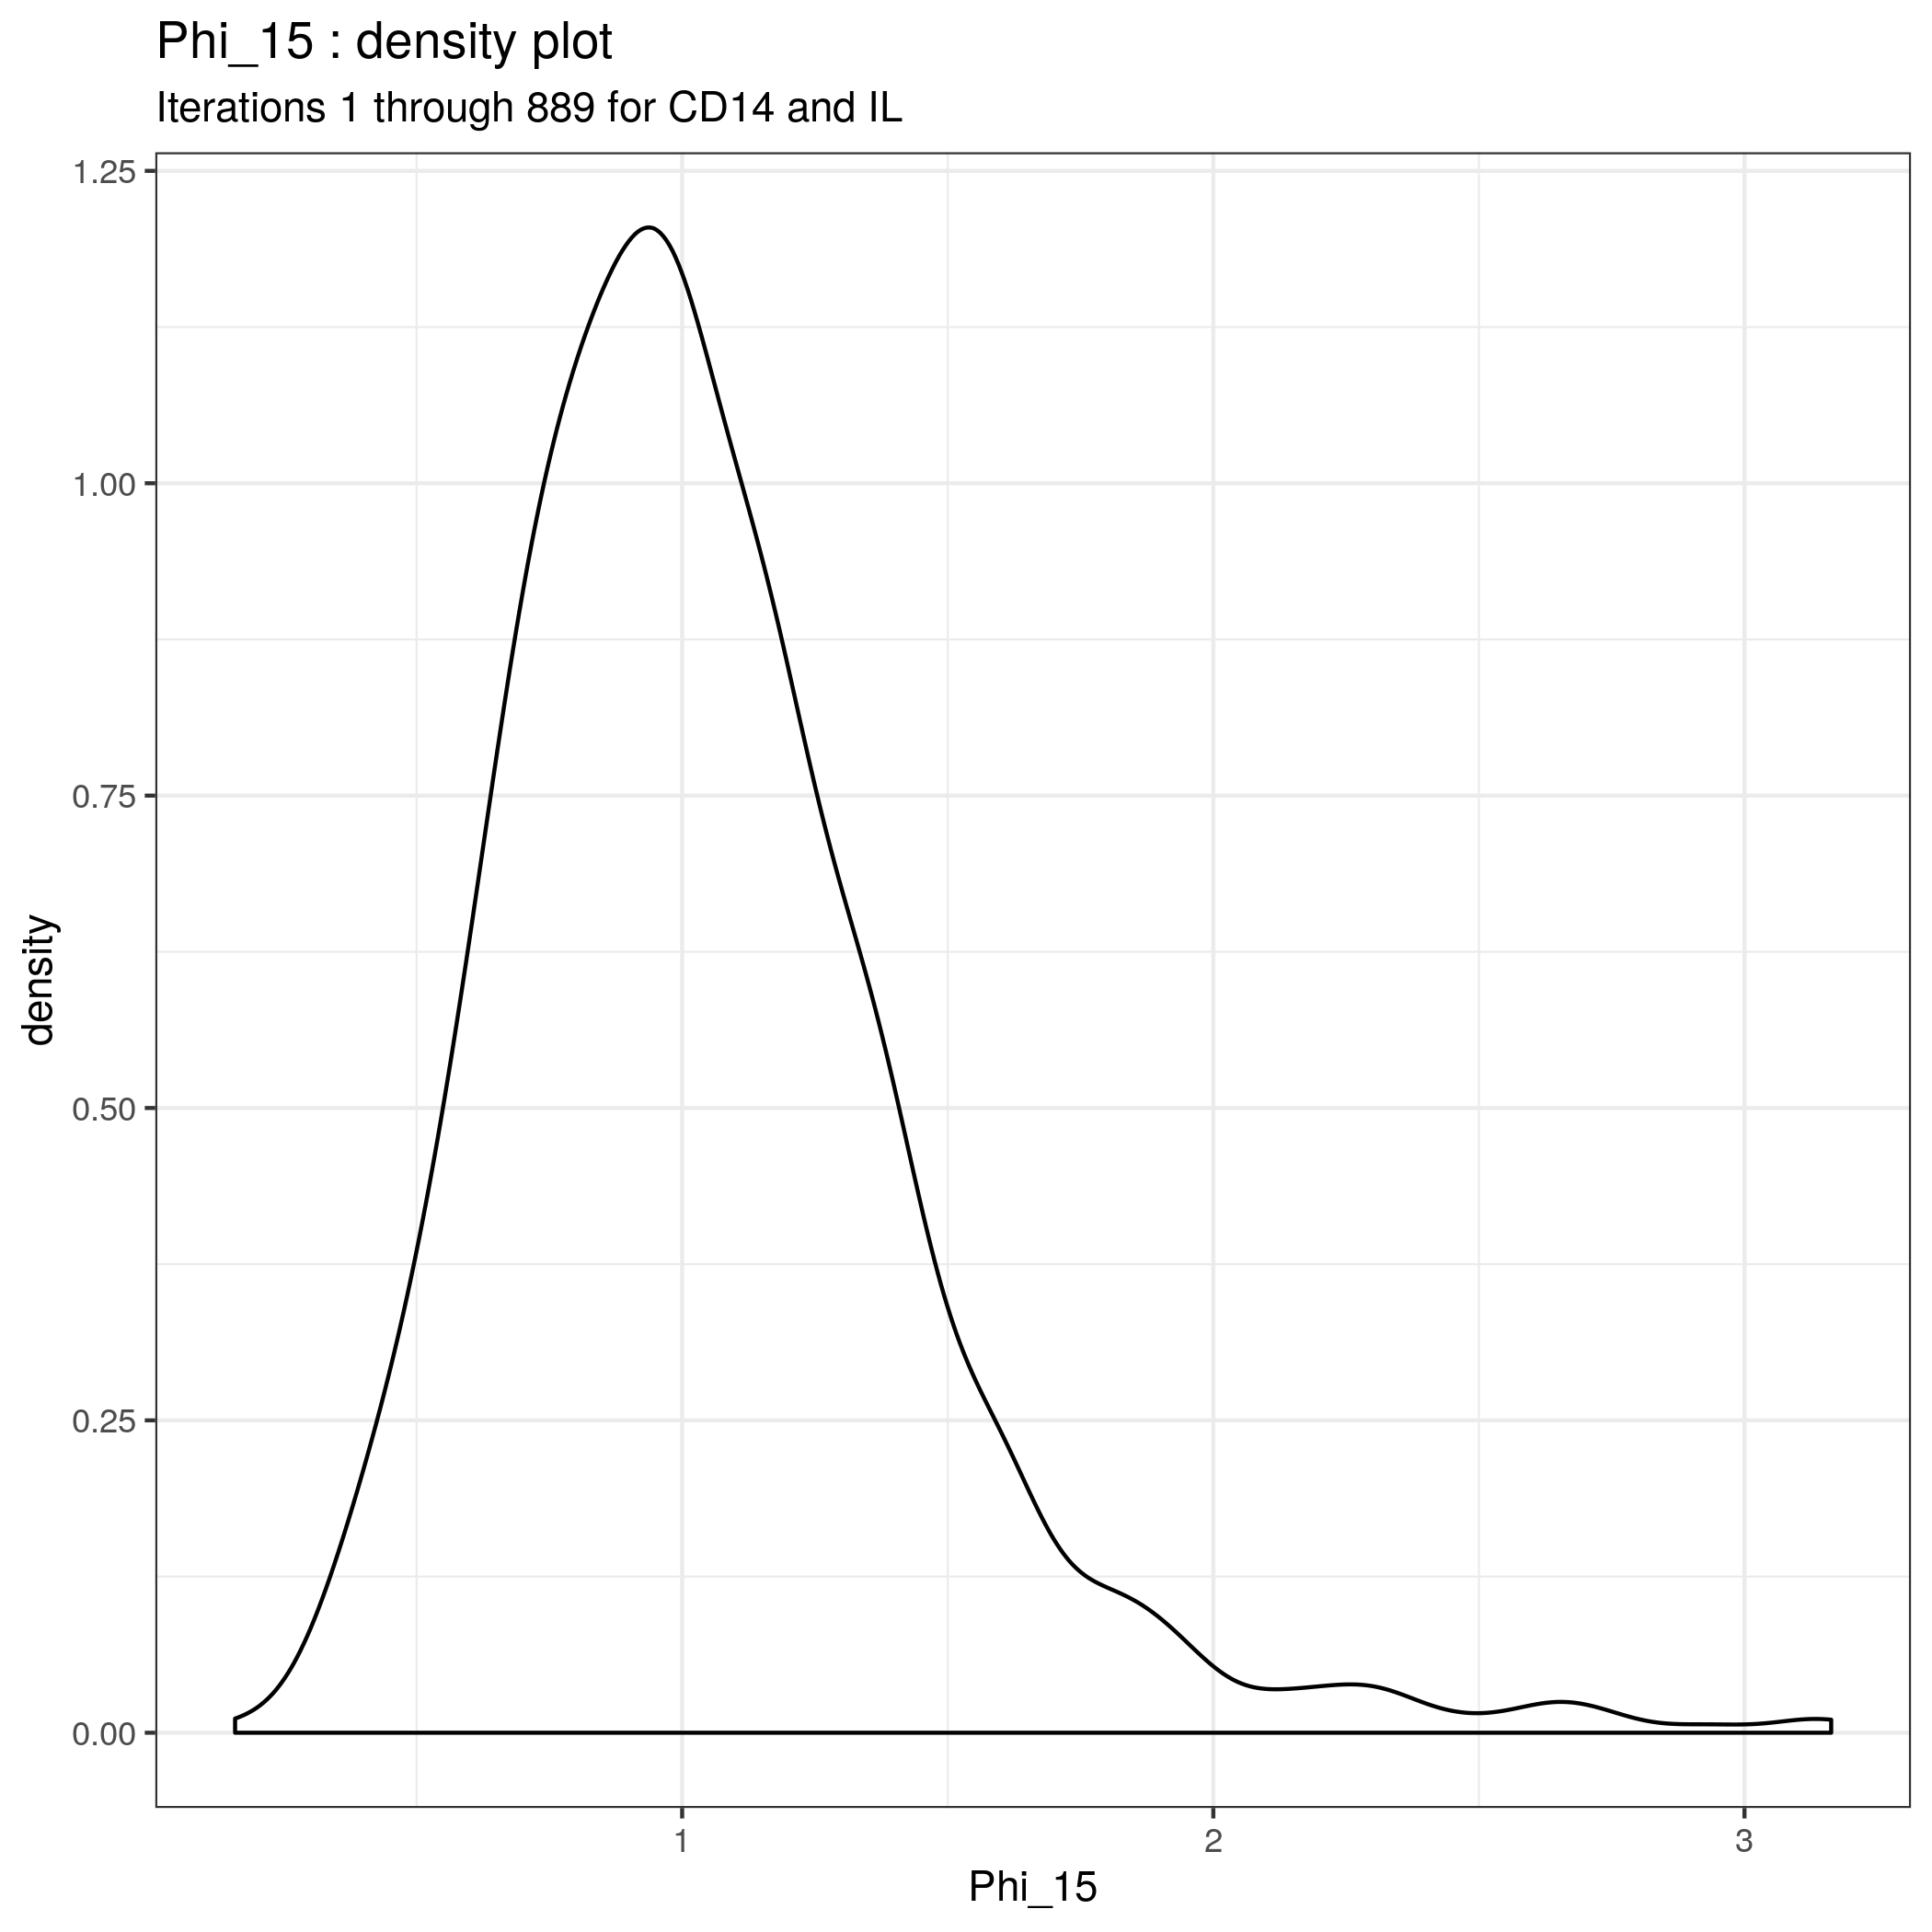 Phi_15 : density plot
Iterations 1 through 889 for CD14 and IL
1.25
1.00
0.75
0.50
0.25
0.00
density
1 2 3
Phi_15